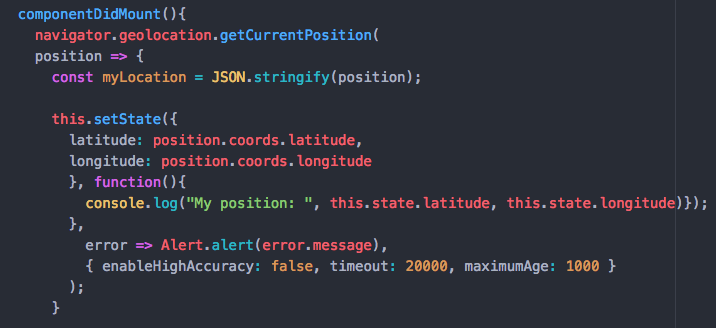 componentDidMount(){
navigator.geolocation.getCurrentPosition(
position => {
const myLocation = JSON.stringify(position);
this.setState({
latitude: position.coords.latitude,
longitude: position.coords.longitude
}, function(){
console.log("My position: ", this.state.latitude, this.state.longitude)});
},
error => Alert.alert(error.message),
{ enableHighAccuracy: false, timeout: 20000, maximumAge: 1000 }
);
}